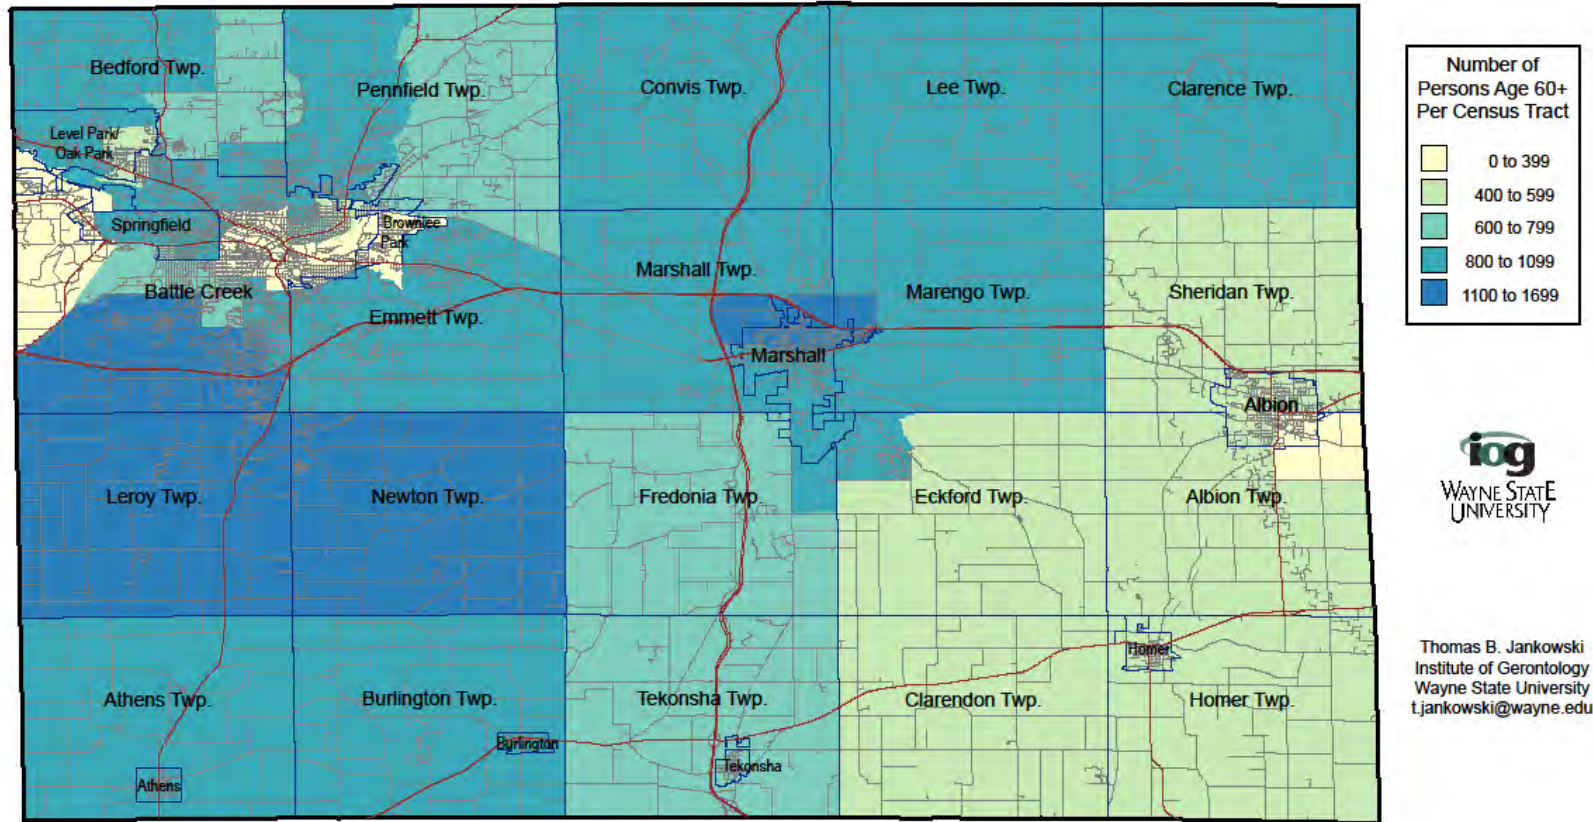 Bedford Twp.
Pennfield Twp.
Convis Twp.
Lee Twp.
Clarence Twp.
Level Park/
Oak Park
Springfield
Brownlee
Park
Battle Creek
Emmett Twp.
Marshall Twp.
Marengo Twp.
Sheridan Twp.
Marshall
Albion
Leroy Twp.
Newton Twp.
Fredonia Twp.
Eckford Twp.
Albion Twp.
Homer
Athens Twp.
Burlington Twp.
Tekonsha Twp.
Clarendon Twp.
Homer Twp.
Burlington
Tekonsha
Athens
Number of
Persons Age 60+
Per Census Tract
0 to 399
400 to 599
600 to 799
800 to 1099
1100 to 1699
iog
WAYNE STATE
UNIVERSITY
Thomas B. Jankowski
Institute of Gerontology
Wayne State University
t.jankowski@wayne.edu